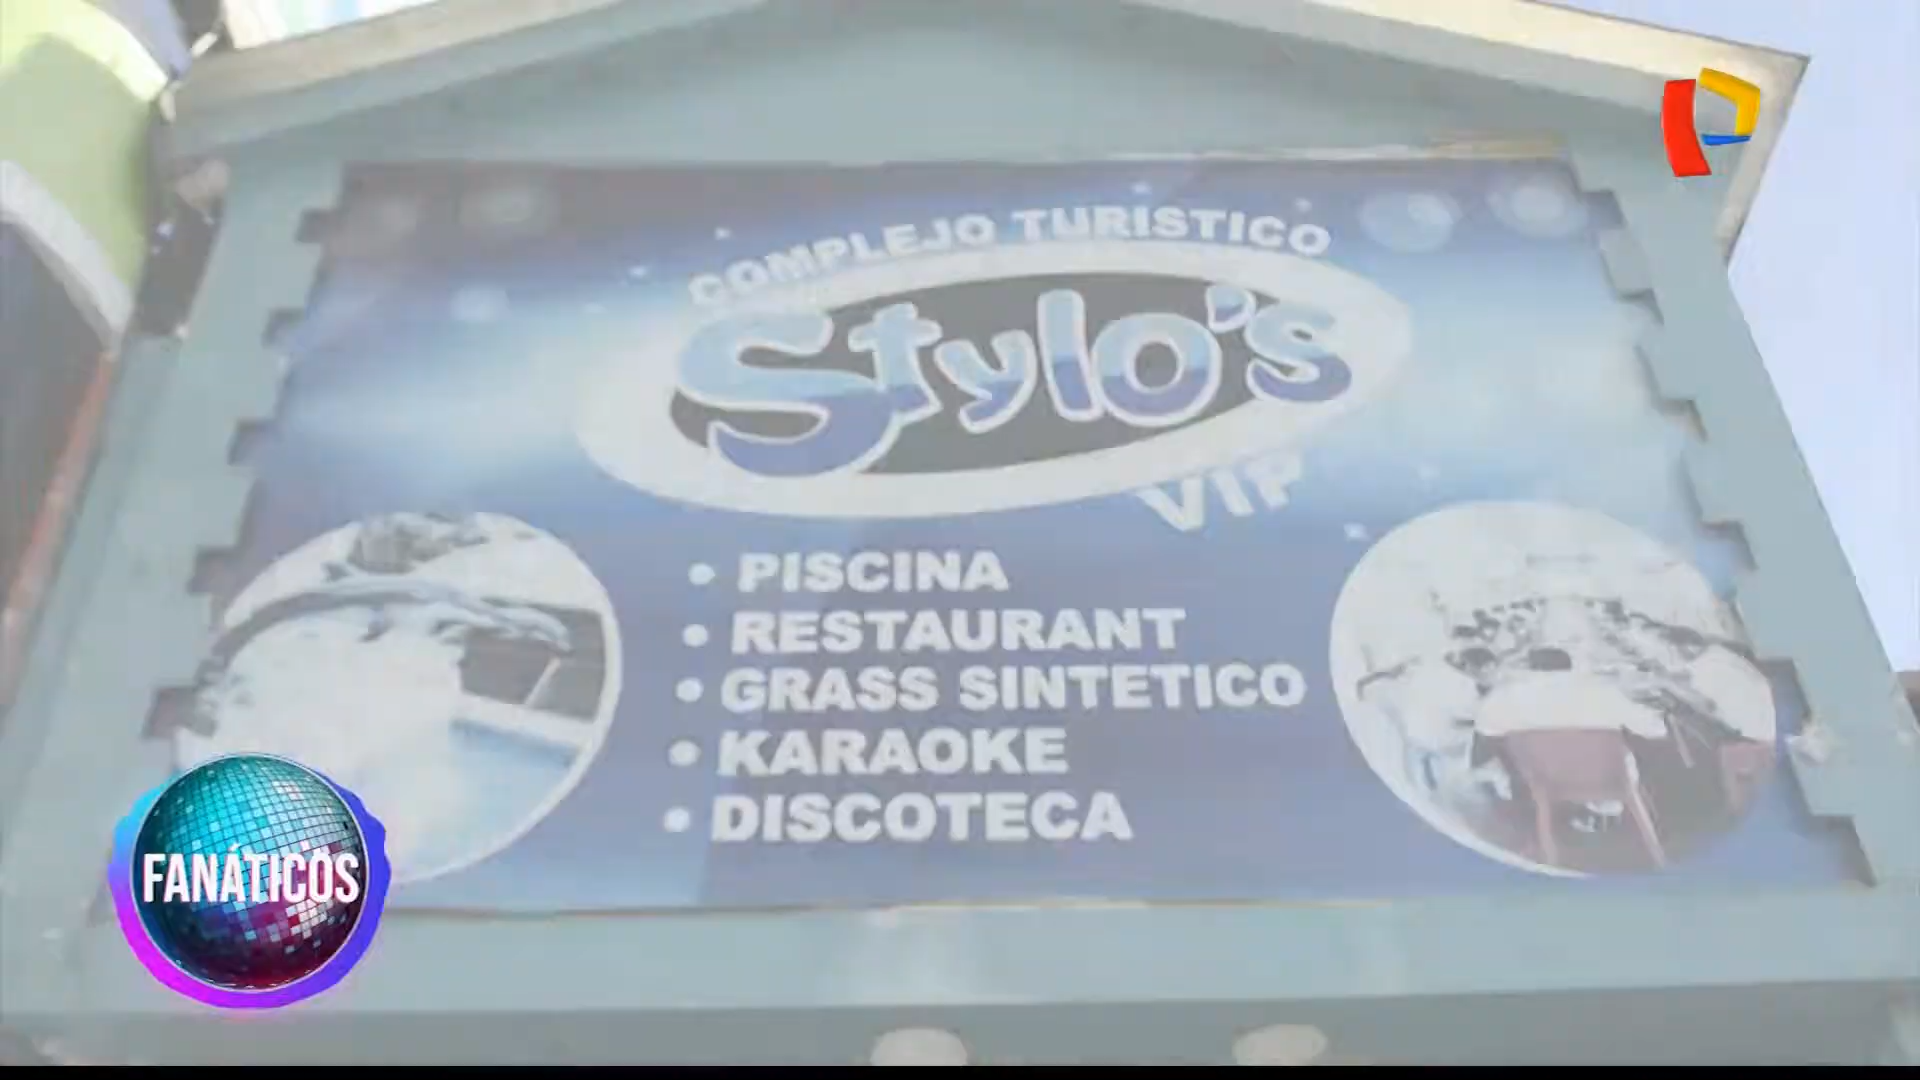 COMPLEJO TURISTICO
Stylo's
VIP
• PISCINA
• RESTAURANT
• GRASS SINTETICO
• KARAOKE
• DISCOTECA
FANÁTICOS